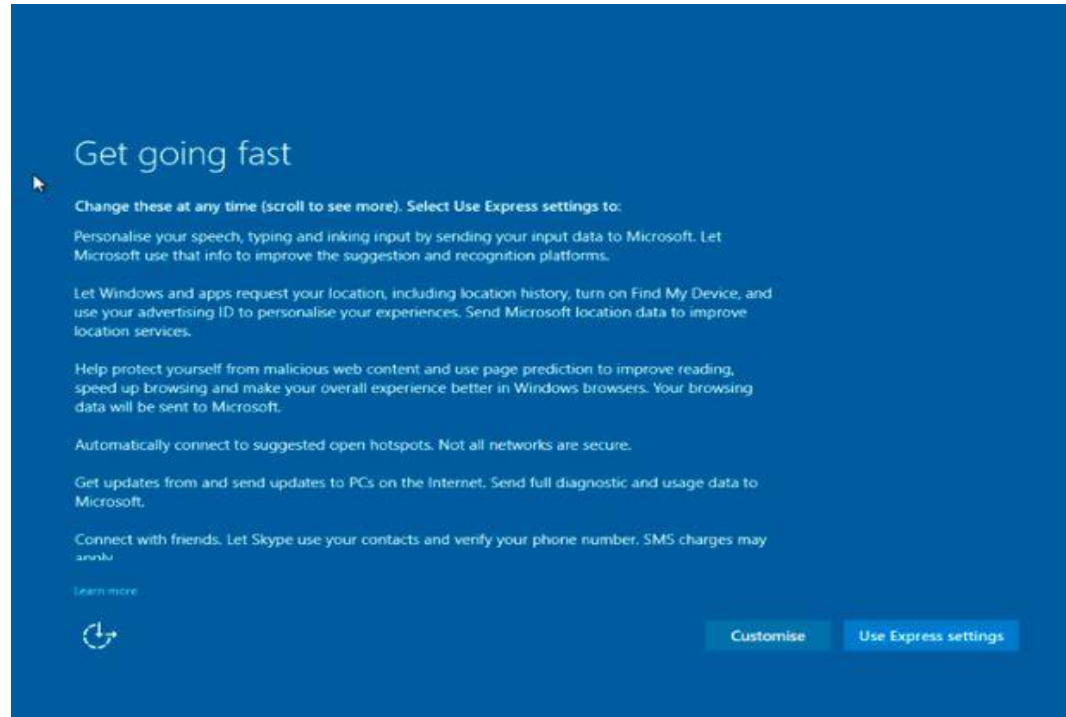 Get going fast
Change these at any time (scroll to see more). Select Use Express settings to:
Personalise your speech, typing and inking input by sending your input data to Microsoft. Let
Microsoft use that info to improve the suggestion and recognition platforms.
Let Windows and apps request your location, including location history, turn on Find My Device, and
use your advertising ID to personalise your experiences. Send Microsoft location data to improve
location services.
Help protect yourself from malicious web content and use page prediction to improve reading,
speed up browsing and make your overall experience better in Windows browsers. Your browsing
data will be sent to Microsoft.
Automatically connect to suggested open hotspots. Not all networks are secure.
Get updates from and send updates to PCs on the Internet. Send full diagnostic and usage data to
Microsoft.
Connect with friends. Let Skype use your contacts and verify your phone number. SMS charges may
apply
Learn more
Customise
Use Express settings